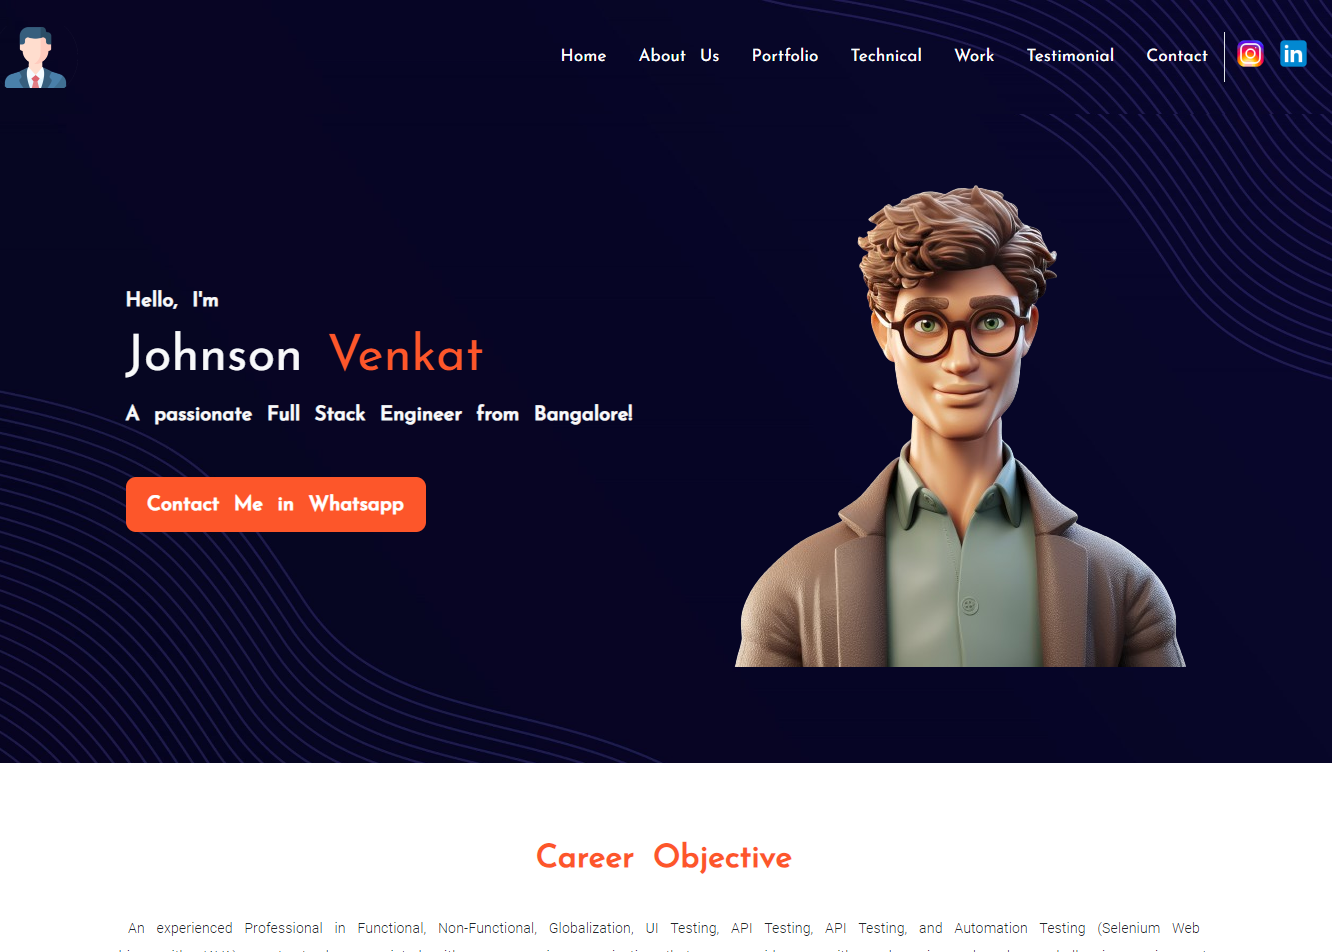 Home About Us Portfolio Technical Work Testimonial Contact
Hello, I'm
Johnson Venkat
A passionate Full Stack Engineer from Bangalore!
Contact Me in Whatsapp
Career Objective
An experienced Professional in Functional, Non-Functional, Globalization, UI Testing, API Testing, API Testing, and Automation Testing (Selenium Web